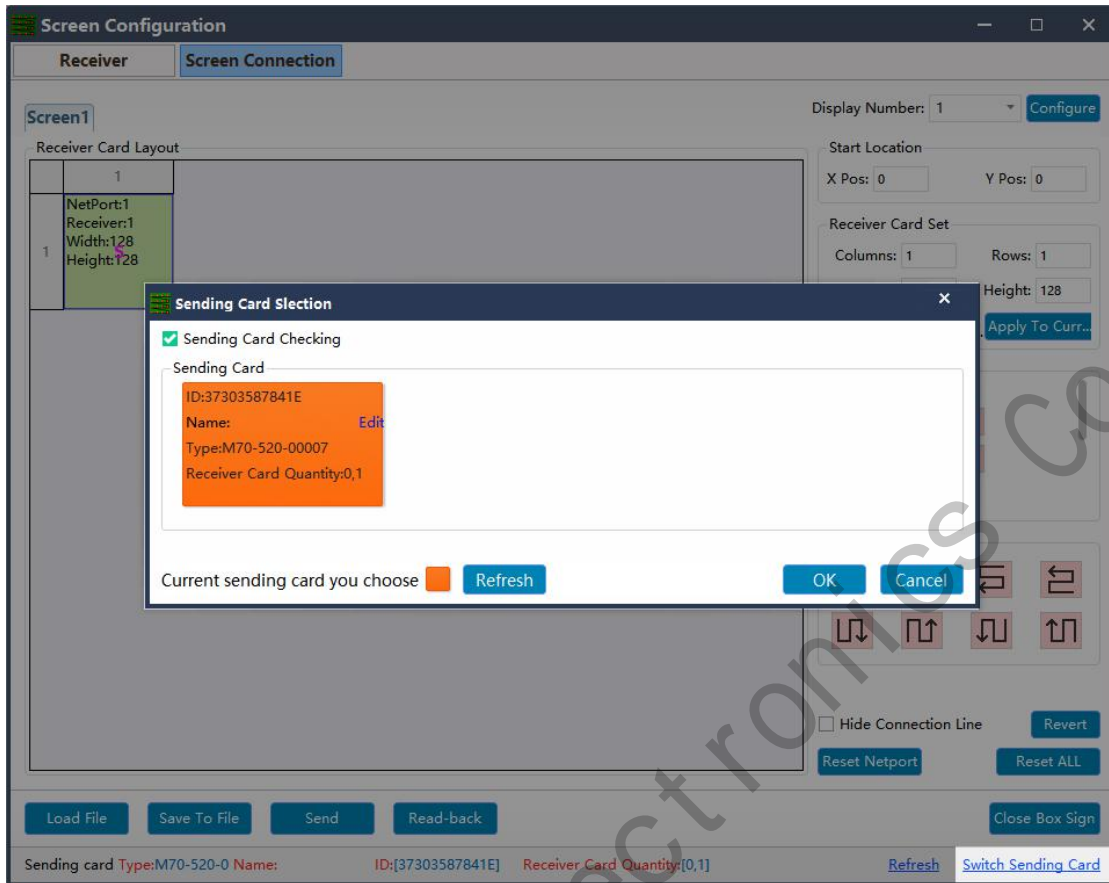 Screen Configuration
Receiver
Screen Connection
Screen1
Display Number: 1
Configure
Receiver Card Layout
1
1
NetPort:1
Receiver:1
Width:128
Height:128
S
Start Location
X Pos: 0
Y Pos: 0
Receiver Card Set
Columns: 1
Rows: 1
Height: 128
Apply To Curr...
Sending Card Slection
Sending Card Checking
Sending Card
ID:37303587841E
Name:
Edit
Type:M70-520-00007
Receiver Card Quantity:0,1
Current sending card you choose
Refresh
OK
Cancel
Hide Connection Line
Revert
Reset Netport
Reset ALL
Load File
Save To File
Send
Read-back
Close Box Sign
Sending card Type:M70-520-0 Name: ID:[37303587841E] Receiver Card Quantity:[0,1] Refresh Switch Sending Card
ectronics Co